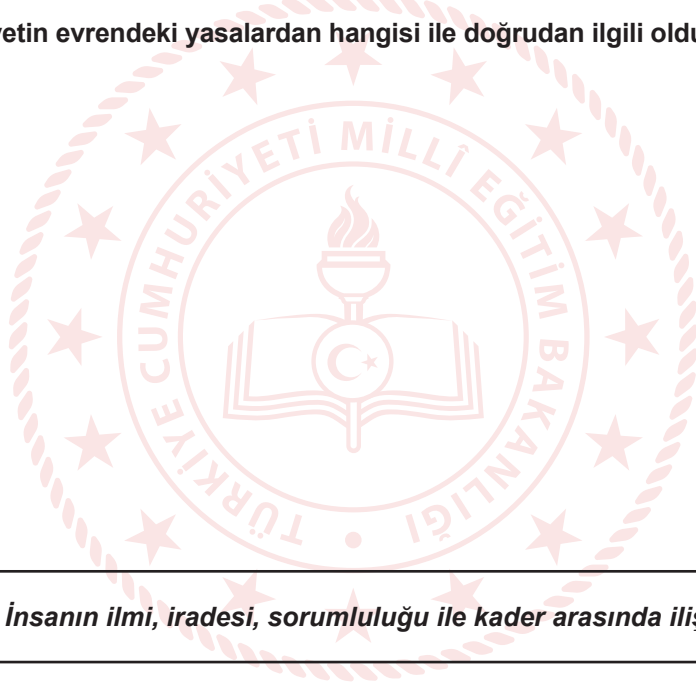 yetin evrendeki yasalardan hangisi ile doğrudan ilgili oldu
TÜRKİYE CUMHURİYETİ MİLLÎ EĞİTİM BAKANLIĞI
İnsanın ilmi, iradesi, sorumluluğu ile kader arasında iliş